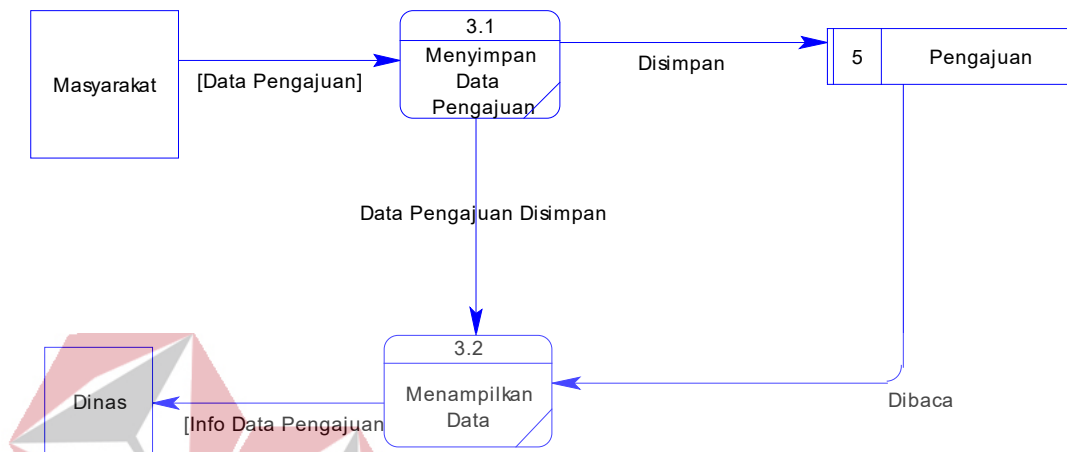 3.1
Masyarakat
[Data Pengajuan]
Menyimpan
Data
Pengajuan
Disimpan
5
Pengajuan
Data Pengajuan Disimpan
3.2
Dinas
[Info Data Pengajuan
Menampilkan
Data
Dibaca